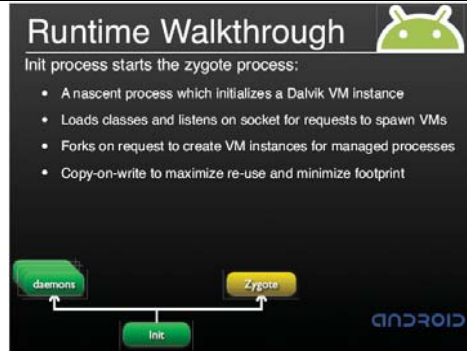 Runtime Walkthrough
Init process starts the zygote process:
• A nascent process which initializes a Dalvik VM instance
• Loads classes and listens on socket for requests to spawn VMs
• Forks on request to create VM instances for managed processes
• Copy-on-write to maximize re-use and minimize footprint
daemons
Zygote
Init
ANDROID